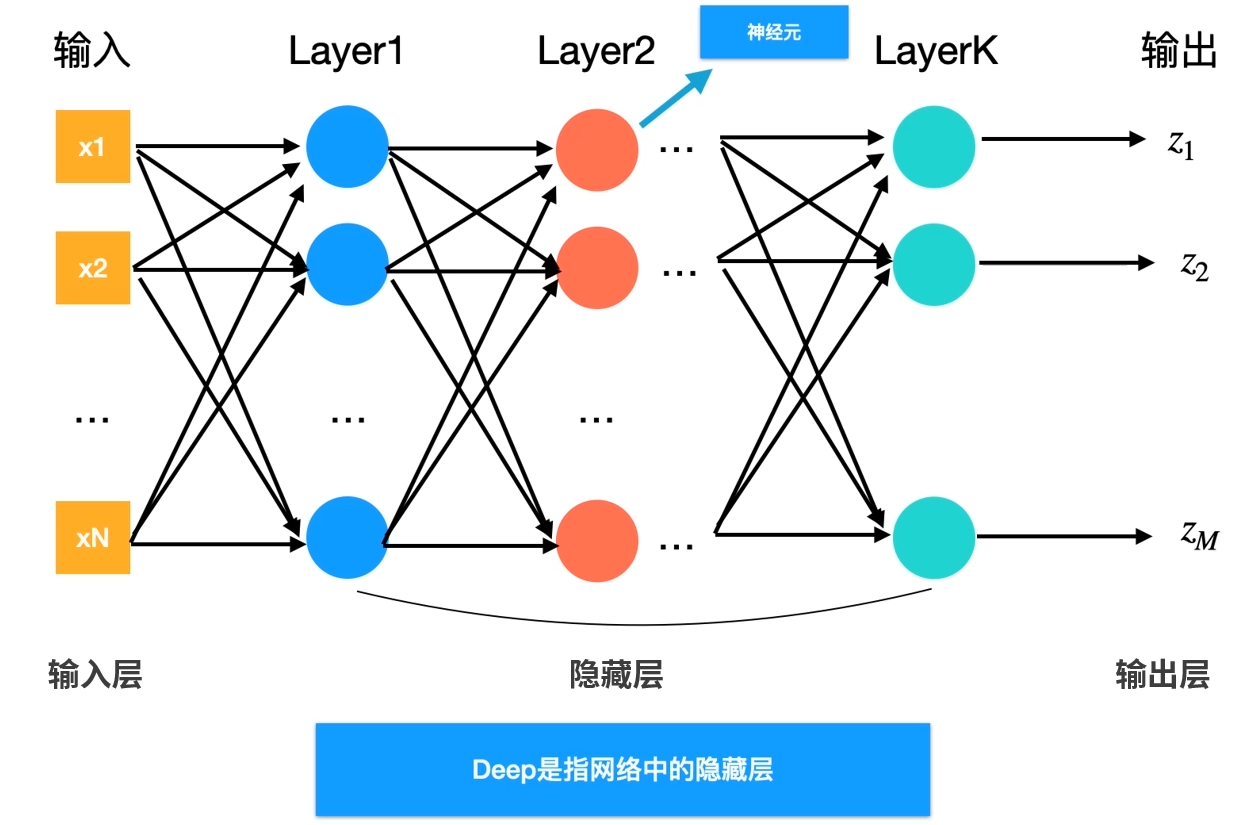 输入 Layer1 Layer2 神经元 LayerK 输出
x1 ... z1
x2 ... z2
... ... ...
xN ... zM
输入层 隐藏层 输出层
Deep是指网络中的隐藏层